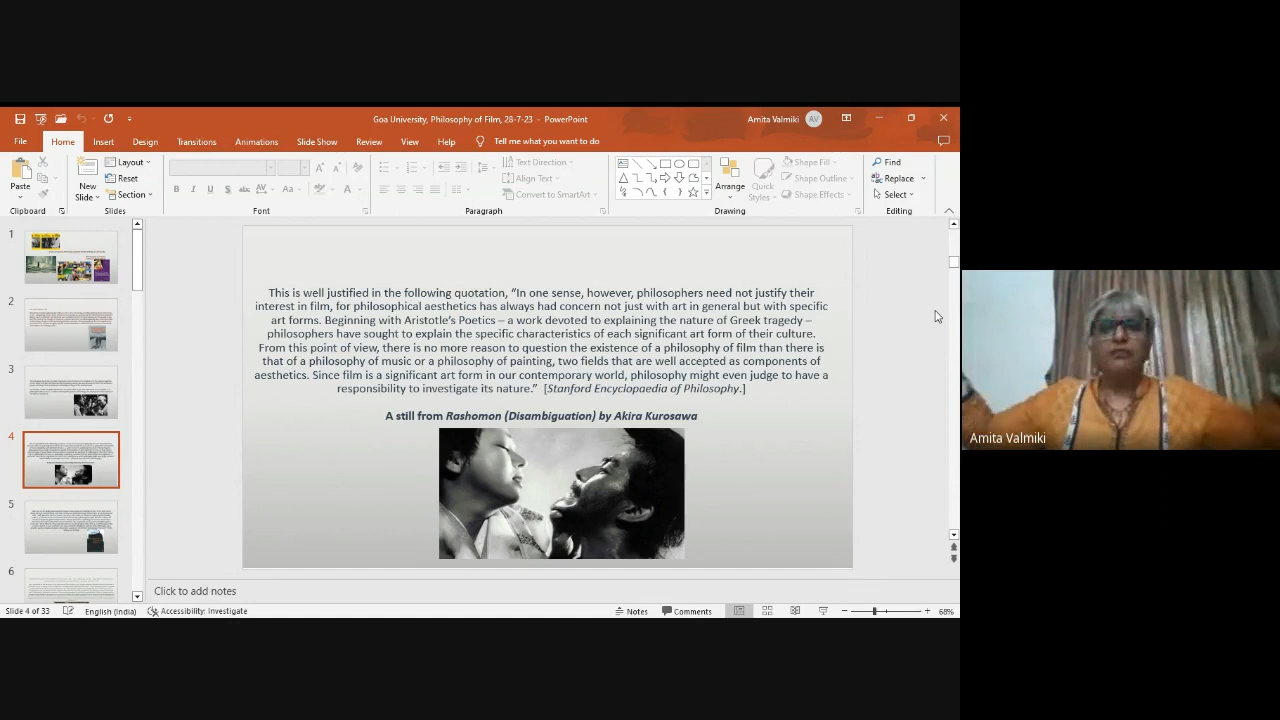 Goa University, Philosophy of Film, 28-7-23 - PowerPoint
Amita Valmiki
AV
File
Home
Insert
Design
Transitions
Animations
Slide Show
Review
View
Help
Tell me what you want to do
Paste
Clipboard
New
Slide
Layout
Reset
Section
Slides
B I U S abc AV Aa A
Font
Text Direction
Align Text
Convert to SmartArt
Paragraph
Arrange
Quick
Styles
Shape Fill
Shape Outline
Shape Effects
Drawing
Find
Replace
Select
Editing
1
2
3
4
5
6
This is well justified in the following quotation, “In one sense, however, philosophers need not justify their
interest in film, for philosophical aesthetics has always had concern not just with art in general but with specific
art forms. Beginning with Aristotle’s Poetics – a work devoted to explaining the nature of Greek tragedy –
philosophers have sought to explain the specific characteristics of each significant art form of their culture.
From this point of view, there is no more reason to question the existence of a philosophy of film than there is
that of a philosophy of music or a philosophy of painting, two fields that are well accepted as components of
aesthetics. Since film is a significant art form in our contemporary world, philosophy might even judge to have a
responsibility to investigate its nature.” [Stanford Encyclopaedia of Philosophy.]
A still from Rashomon (Disambiguation) by Akira Kurosawa
Click to add notes
Slide 4 of 33
English (India)
Accessibility: Investigate
Notes
Comments
68%
Amita Valmiki